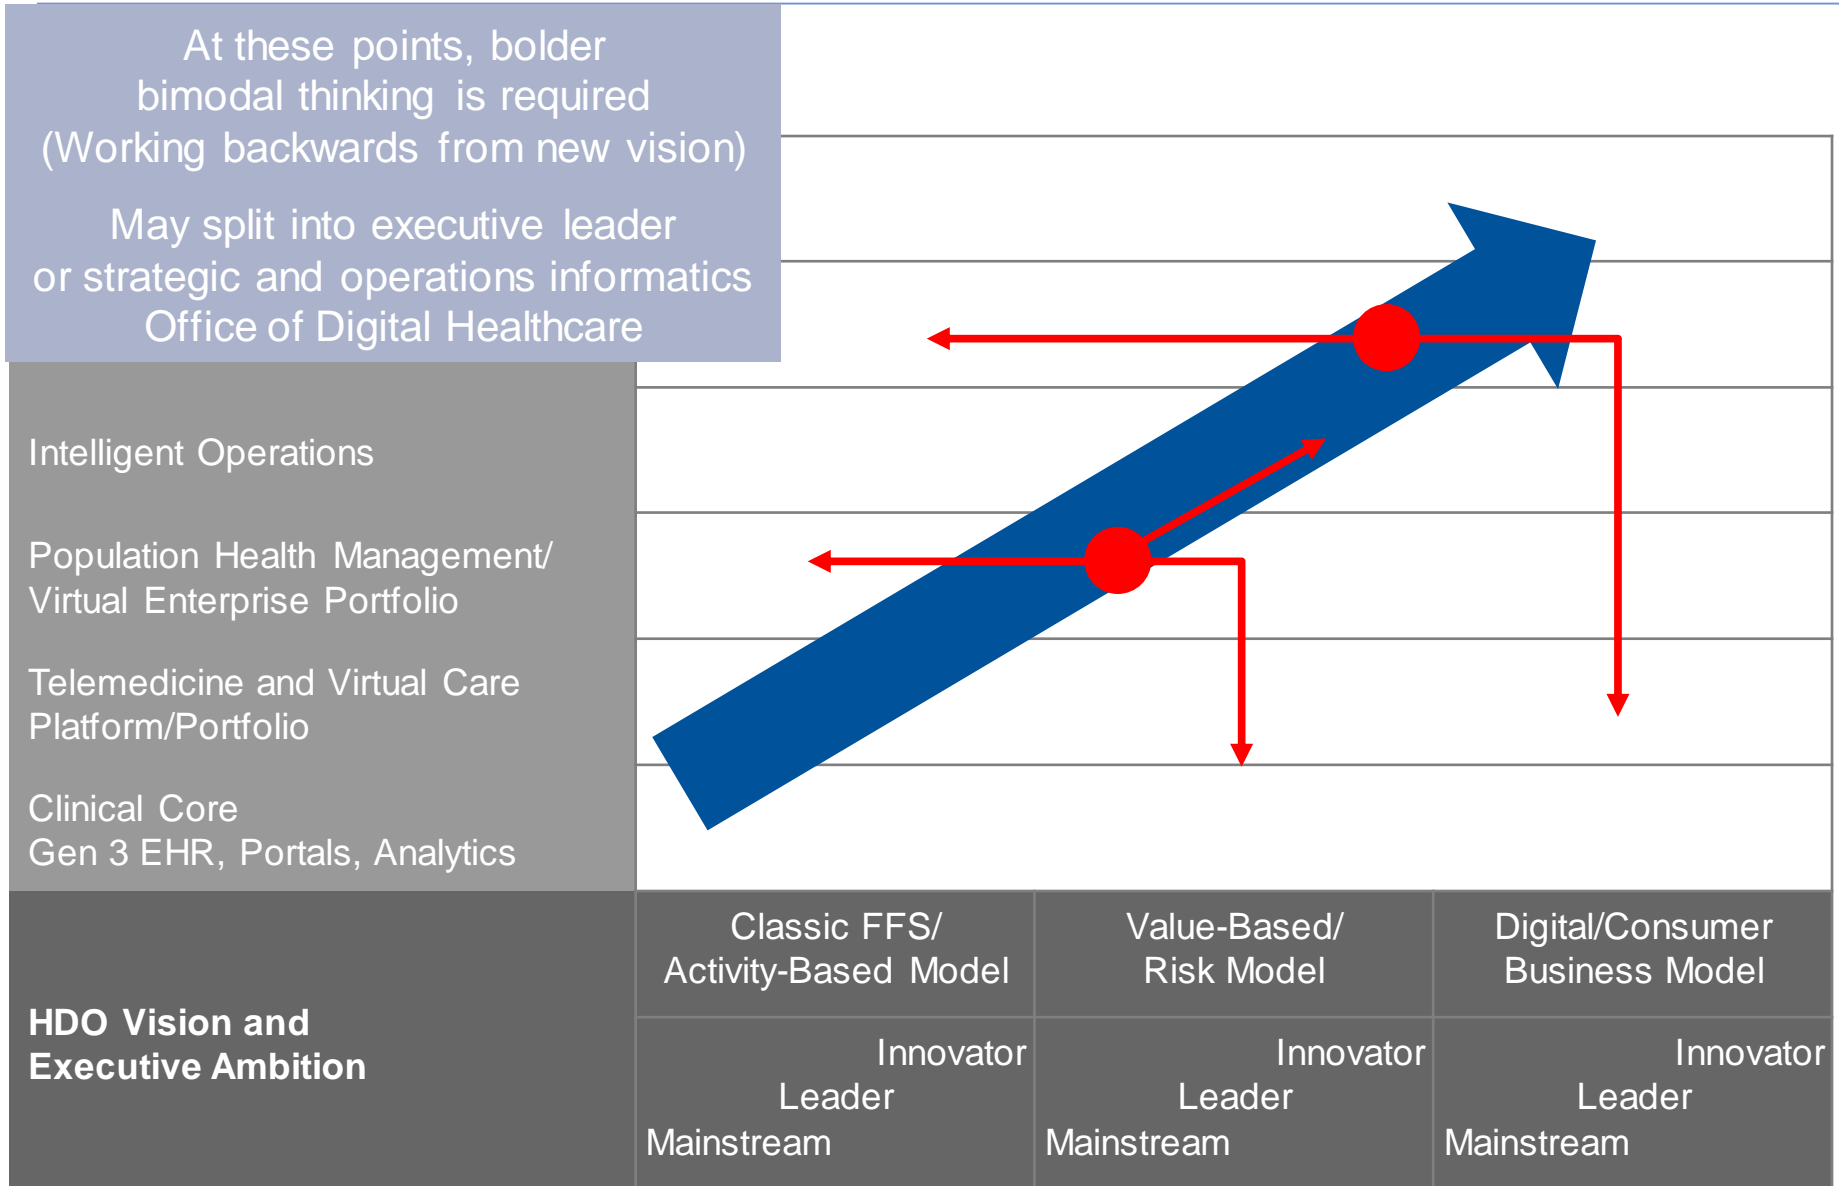 At these points, bolder
bimodal thinking is required
(Working backwards from new vision)
May split into executive leader
or strategic and operations informatics
Office of Digital Healthcare
Intelligent Operations
Population Health Management/
Virtual Enterprise Portfolio
Telemedicine and Virtual Care
Platform/Portfolio
Clinical Core
Gen 3 EHR, Portals, Analytics
HDO Vision and
Executive Ambition
Classic FFS/
Activity-Based Model
Value-Based/
Risk Model
Digital/Consumer
Business Model
Innovator
Leader
Mainstream
Innovator
Leader
Mainstream
Innovator
Leader
Mainstream